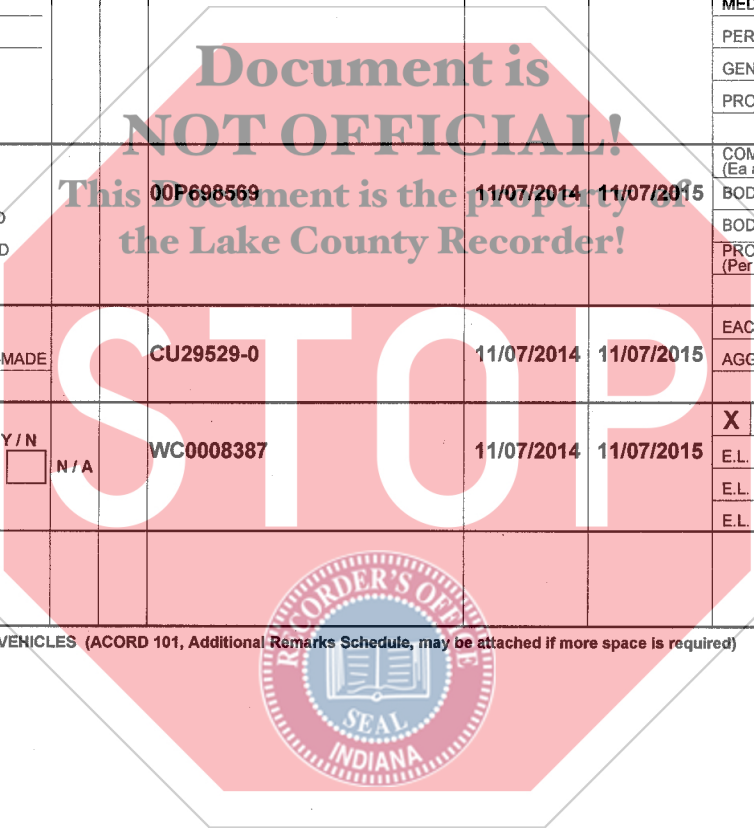 MED
PER
GEN
PRO
Document is
NOT OFFICIAL!
This Document is the property of
the Lake County Recorder!
COM
(Ea a
00P698569 11/07/2014 11/07/2015 BOD
BOD
D
PRO
(Per
STOP
EAC
MADE CU29529-0 11/07/2014 11/07/2015 AGG
X
Y / N
N / A
WC0008387 11/07/2014 11/07/2015 E.L.
E.L.
E.L.
VEHICLES (ACORD 101, Additional Remarks Schedule, may be attached if more space is required)
RECORDER'S OFFICE
SEAL
INDIANA